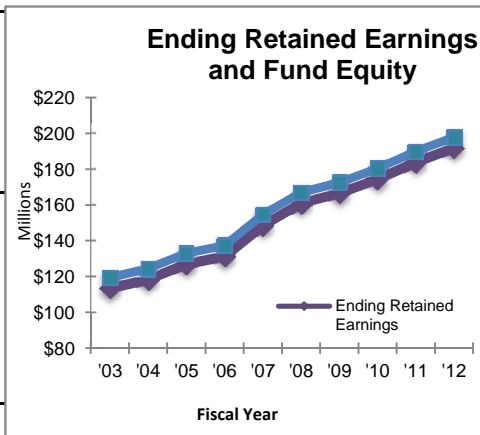 Ending Retained Earnings
and Fund Equity
$220
$200
$180
$160
$140
$120
$100
$80
Millions
Ending Retained
Earnings
'03 '04 '05 '06 '07 '08 '09 '10 '11 '12
Fiscal Year